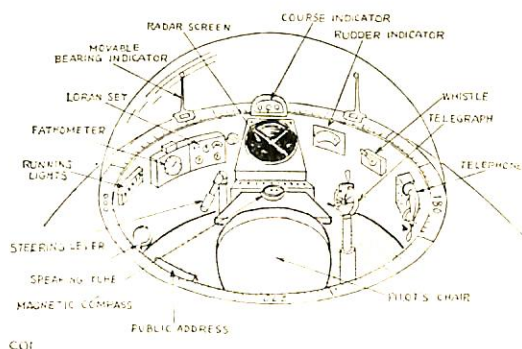 COURSE INDICATOR
RADAR SCREEN
RUDDER INDICATOR
MOVABLE
BEARING INDICATOR
LORAN SET
WHISTLE
TELEGRAPH
FATHOMETER
TELEPHONE
RUNNING
LIGHTS
180
STEERING LEVER
SPEAKING TUBE
MAGNETIC COMPASS
PILOT'S CHAIR
PUBLIC ADDRESS